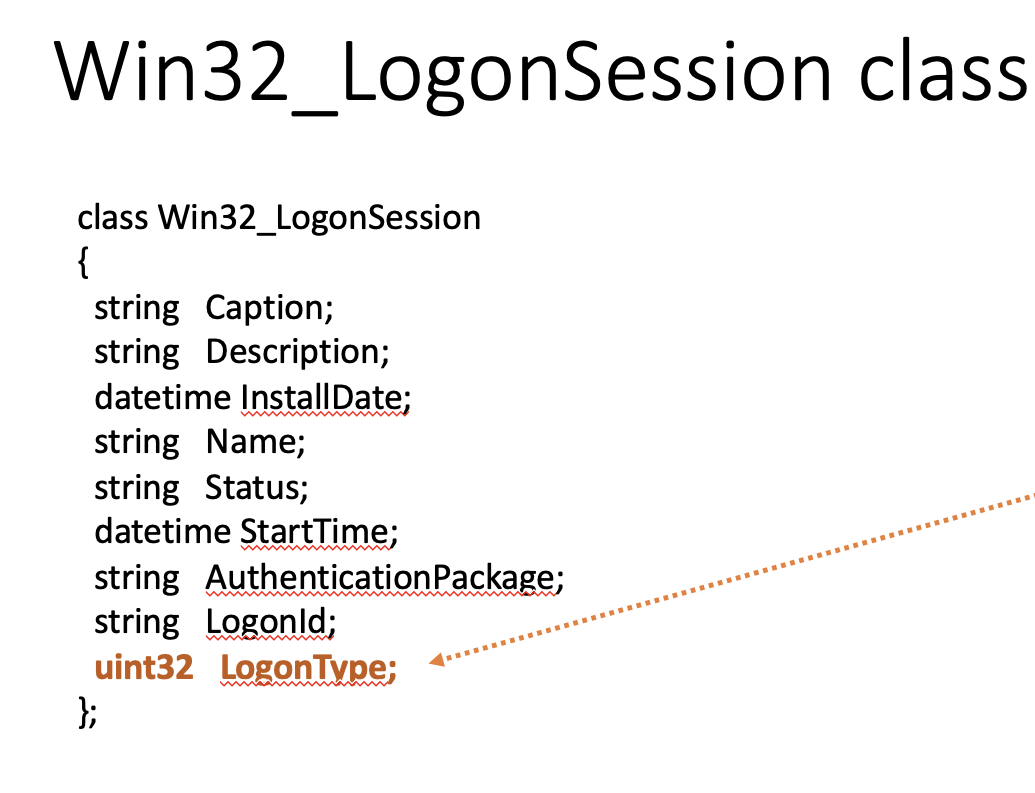 Win32_LogonSession class
class Win32_LogonSession
{
string Caption;
string Description;
datetime InstallDate;
string Name;
string Status;
datetime StartTime;
string AuthenticationPackage;
string LogonId;
uint32 LogonType;
};